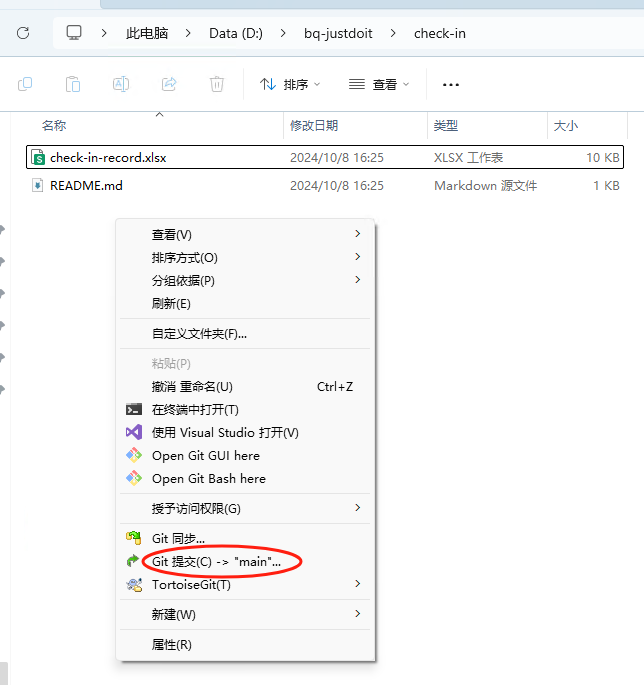 此电脑 Data (D:) bq-justdoit check-in
排序 查看 ...
名称 修改日期 类型 大小
check-in-record.xlsx 2024/10/8 16:25 XLSX 工作表 10 KB
README.md 2024/10/8 16:25 Markdown 源文件 1 KB
查看(V)
排序方式(O)
分组依据(P)
刷新(E)
自定义文件夹(F)...
粘贴(P)
撤消 重命名(U) Ctrl+Z
在终端中打开(T)
使用 Visual Studio 打开(V)
Open Git GUI here
Open Git Bash here
授予访问权限(G)
Git 同步...
Git 提交(C) -> "main"...
TortoiseGit(T)
新建(W)
属性(R)